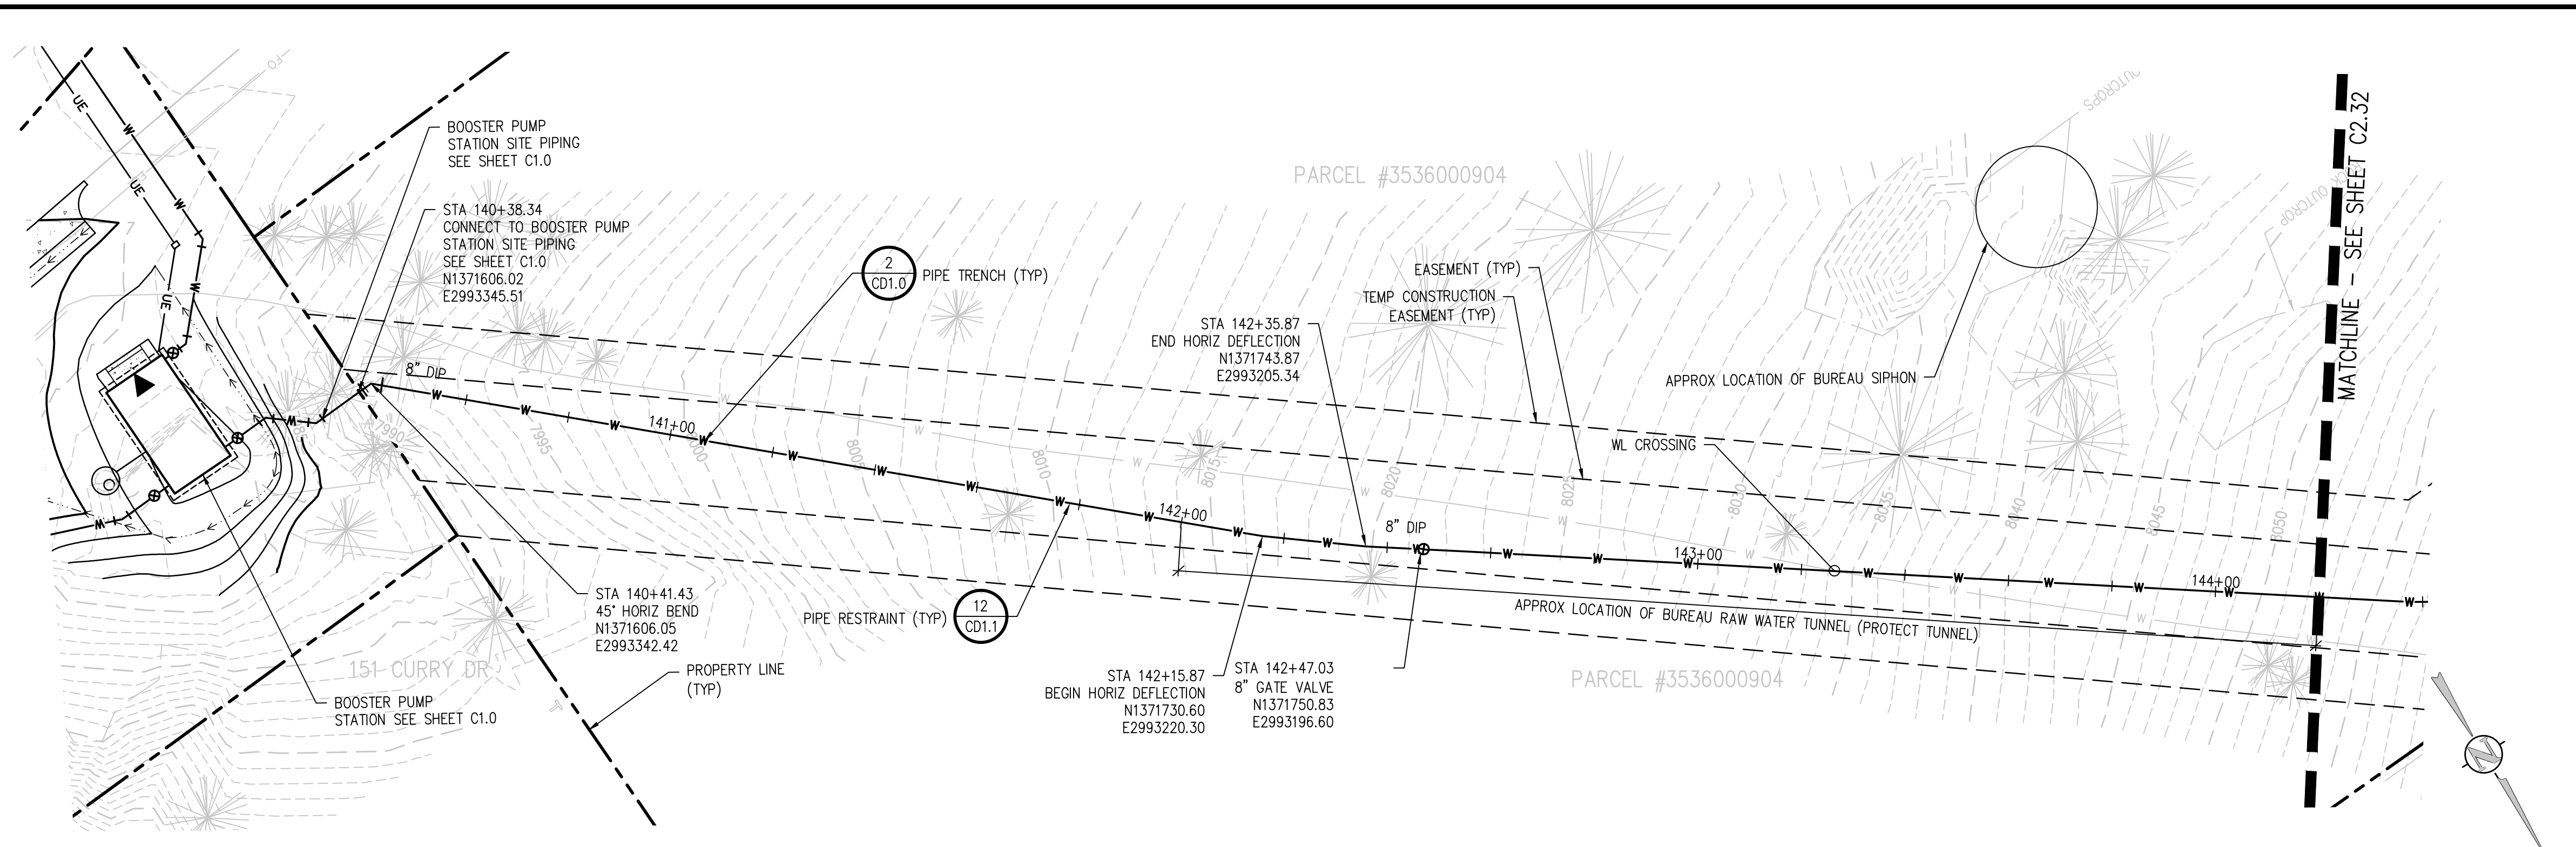 FO
UE
W
UE
W
W
UE
BOOSTER PUMP
STATION SITE PIPING
SEE SHEET C1.0
STA 140+38.34
CONNECT TO BOOSTER PUMP
STATION SITE PIPING
SEE SHEET C1.0
N1371606.02
E2993345.51
2
CD1.0
PIPE TRENCH (TYP)
PARCEL #3536000904
EASEMENT (TYP)
TEMP CONSTRUCTION
EASEMENT (TYP)
STA 142+35.87
END HORIZ DEFLECTION
N1371743.87
E2993205.34
APPROX LOCATION OF BUREAU SIPHON
WL CROSSING
MATCHLINE - SEE SHEET C2.32
8" DIP
141+00
142+00
8" DIP
143+00
144+00
7990
7995
8000
8005
8010
8015
8020
8025
8030
8035
8040
8045
8050
APPROX LOCATION OF BUREAU RAW WATER TUNNEL (PROTECT TUNNEL)
STA 140+41.43
45° HORIZ BEND
N1371606.05
E2993342.42
PIPE RESTRAINT (TYP)
12
CD1.1
PROPERTY LINE
(TYP)
151 CURRY DR
BOOSTER PUMP
STATION SEE SHEET C1.0
STA 142+15.87
BEGIN HORIZ DEFLECTION
N1371730.60
E2993220.30
STA 142+47.03
8" GATE VALVE
N1371750.83
E2993196.60
PARCEL #3536000904
N